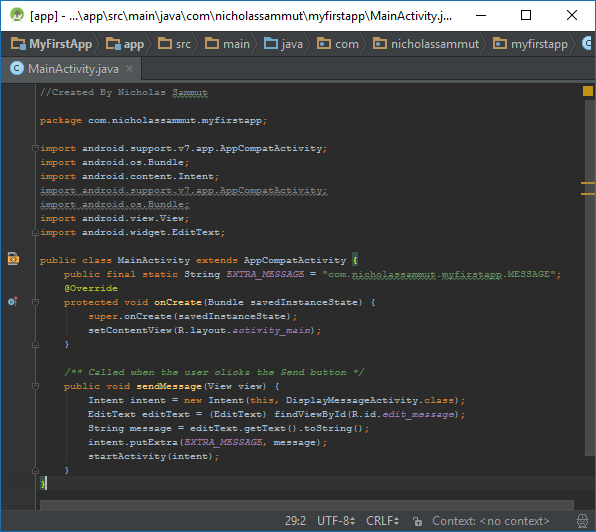 [app] - ...\app\src\main\java\com\nicholassammut\myfirstapp\MainActivity.j...
MyFirstApp app src main java com nicholassammut myfirstapp
MainActivity.java
//Created By Nicholas Sammut
package com.nicholassammut.myfirstapp;
import android.support.v7.app.AppCompatActivity;
import android.os.Bundle;
import android.content.Intent;
import android.support.v7.app.AppCompatActivity;
import android.os.Bundle;
import android.view.View;
import android.widget.EditText;
public class MainActivity extends AppCompatActivity {
public final static String EXTRA_MESSAGE = "com.nicholassammut.myfirstapp.MESSAGE";
@Override
protected void onCreate(Bundle savedInstanceState) {
super.onCreate(savedInstanceState);
setContentView(R.layout.activity_main);
}
/** Called when the user clicks the Send button */
public void sendMessage(View view) {
Intent intent = new Intent(this, DisplayMessageActivity.class);
EditText editText = (EditText) findViewById(R.id.edit_message);
String message = editText.getText().toString();
intent.putExtra(EXTRA_MESSAGE, message);
startActivity(intent);
}
}
29:2 UTF-8 CRLF Context: <no context>